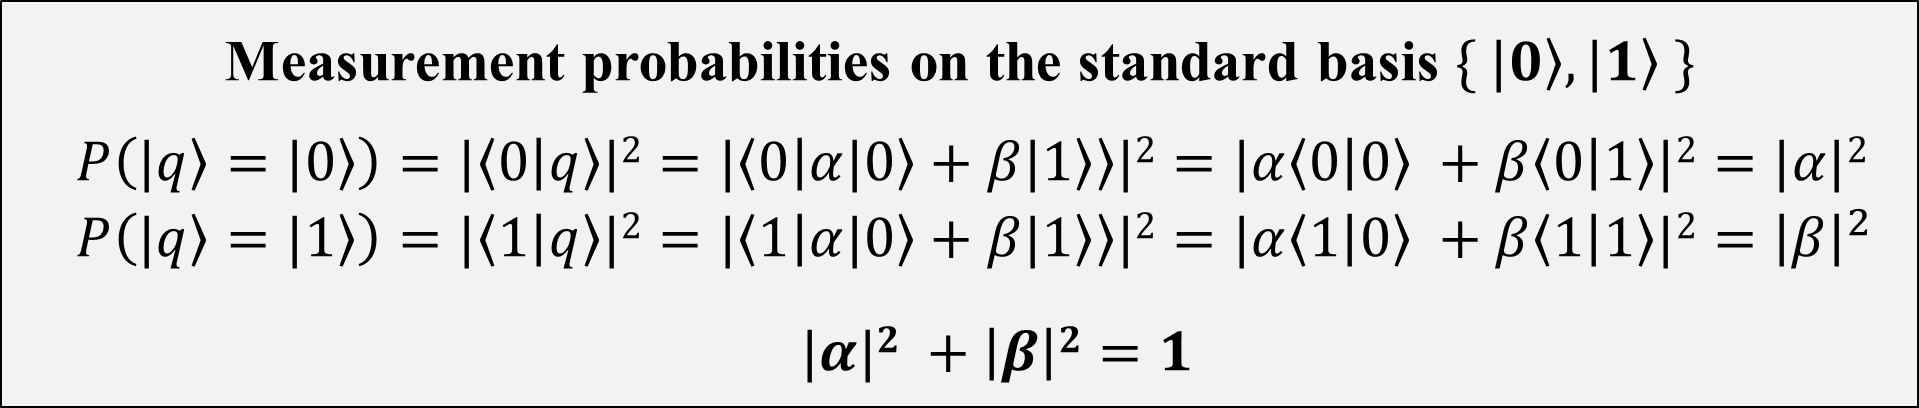 Measurement probabilities on the standard basis { |0⟩, |1⟩ }
P(|q⟩ = |0⟩) = |⟨0|q⟩|² = |⟨0|α|0⟩ + β|1⟩⟩|² = |α⟨0|0⟩ + β⟨0|1⟩|² = |α|²
P(|q⟩ = |1⟩) = |⟨1|q⟩|² = |⟨1|α|0⟩ + β|1⟩⟩|² = |α⟨1|0⟩ + β⟨1|1⟩|² = |β|²
|α|² + |β|² = 1